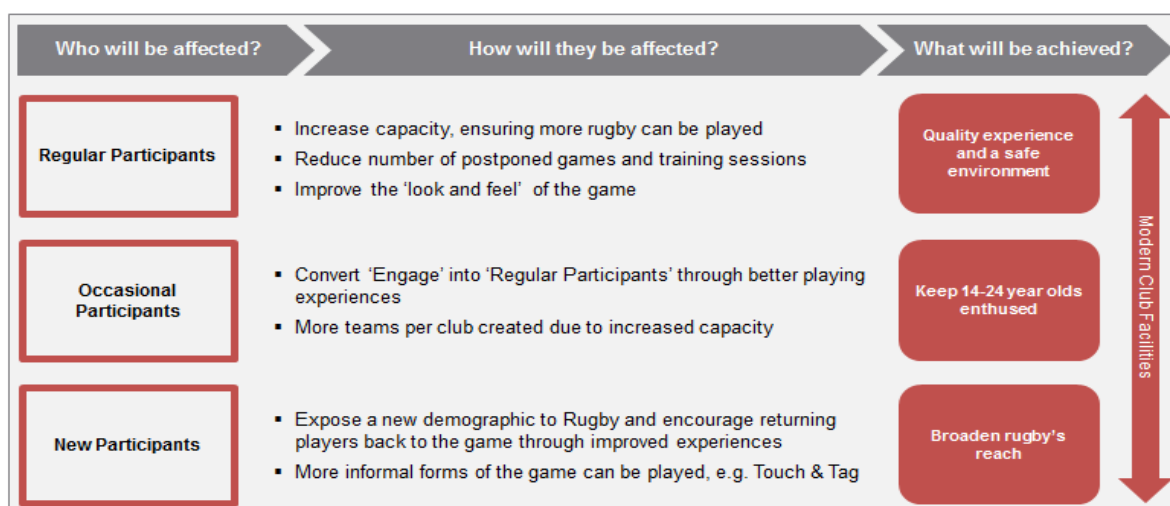 Who will be affected?
How will they be affected?
What will be achieved?
Regular Participants
▪ Increase capacity, ensuring more rugby can be played
▪ Reduce number of postponed games and training sessions
▪ Improve the ‘look and feel’ of the game
Quality experience
and a safe
environment
Occasional
Participants
▪ Convert ‘Engage’ into ‘Regular Participants’ through better playing
experiences
▪ More teams per club created due to increased capacity
Keep 14-24 year olds
enthused
New Participants
▪ Expose a new demographic to Rugby and encourage returning
players back to the game through improved experiences
▪ More informal forms of the game can be played, e.g. Touch & Tag
Broaden rugby's
reach
Modern Club Facilities